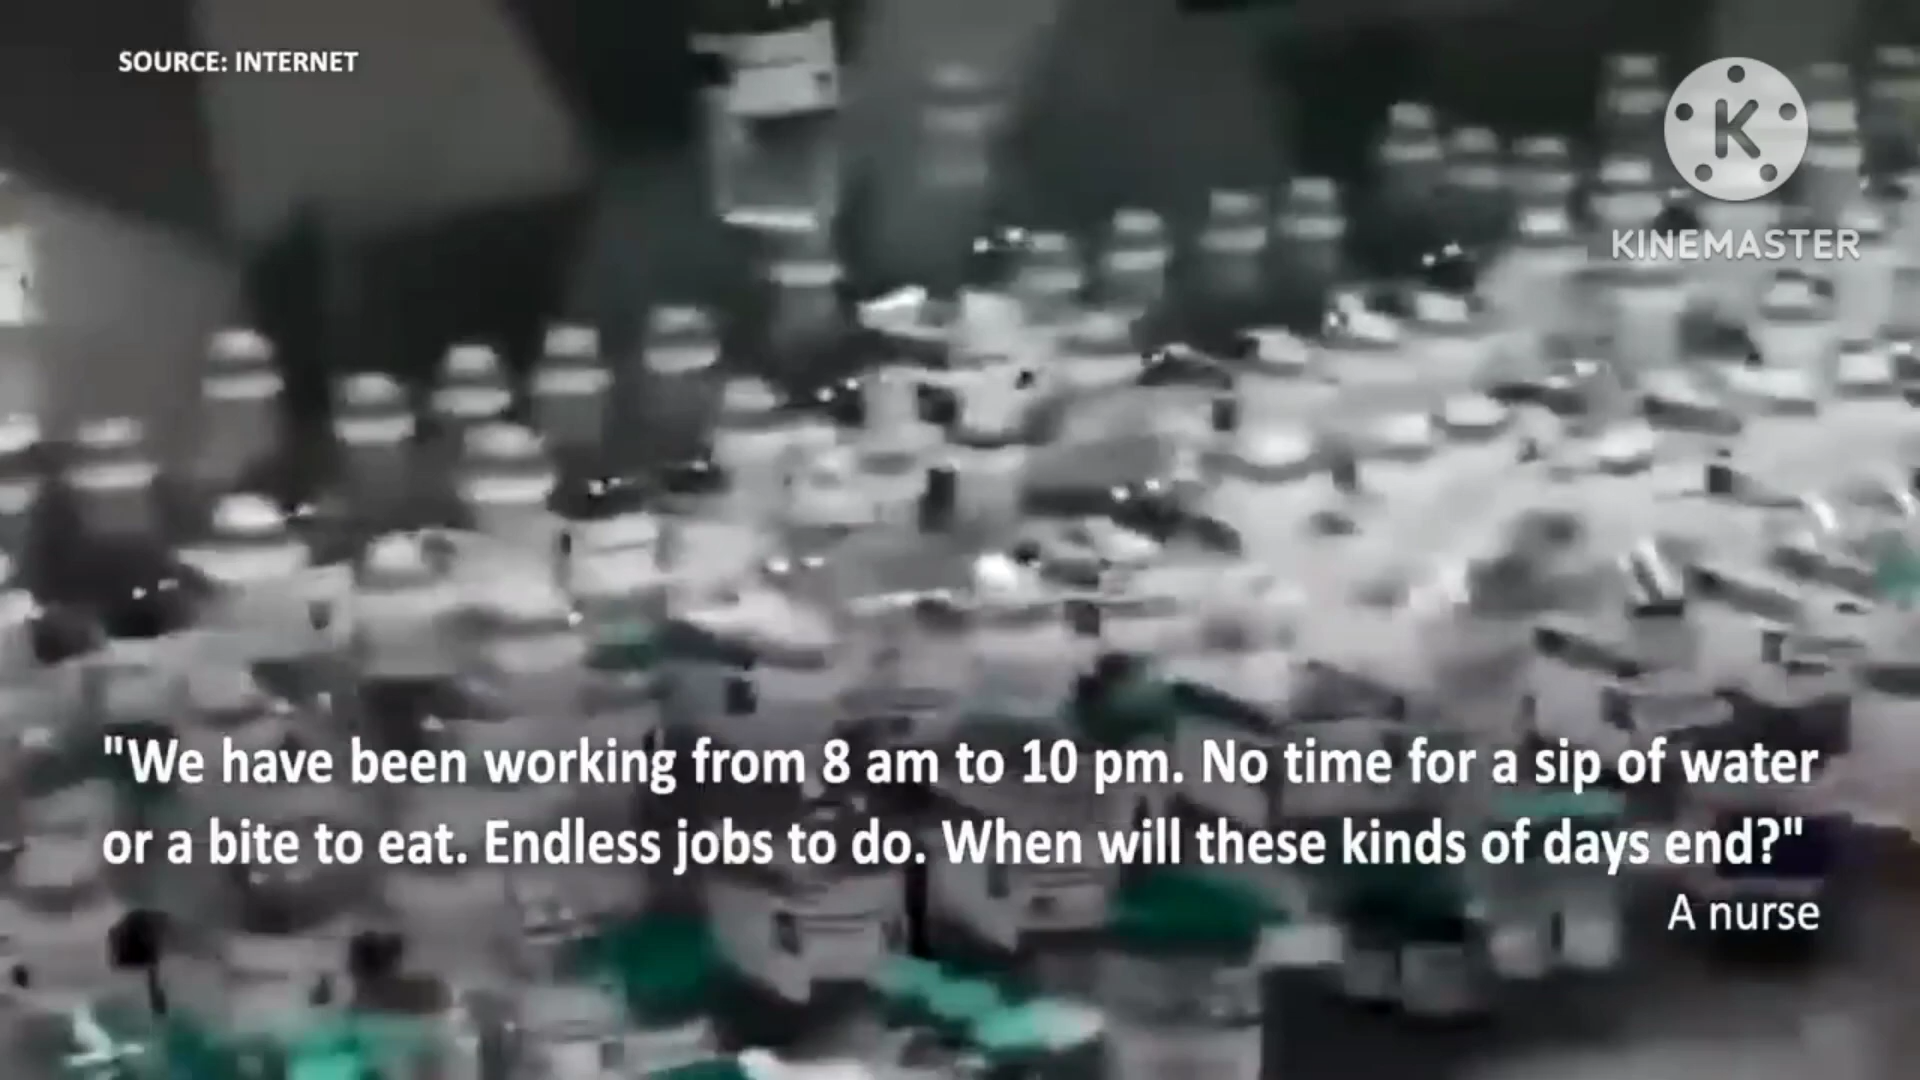 SOURCE: INTERNET
K
KINEMASTER
"We have been working from 8 am to 10 pm. No time for a sip of water
or a bite to eat. Endless jobs to do. When will these kinds of days end?"
A nurse